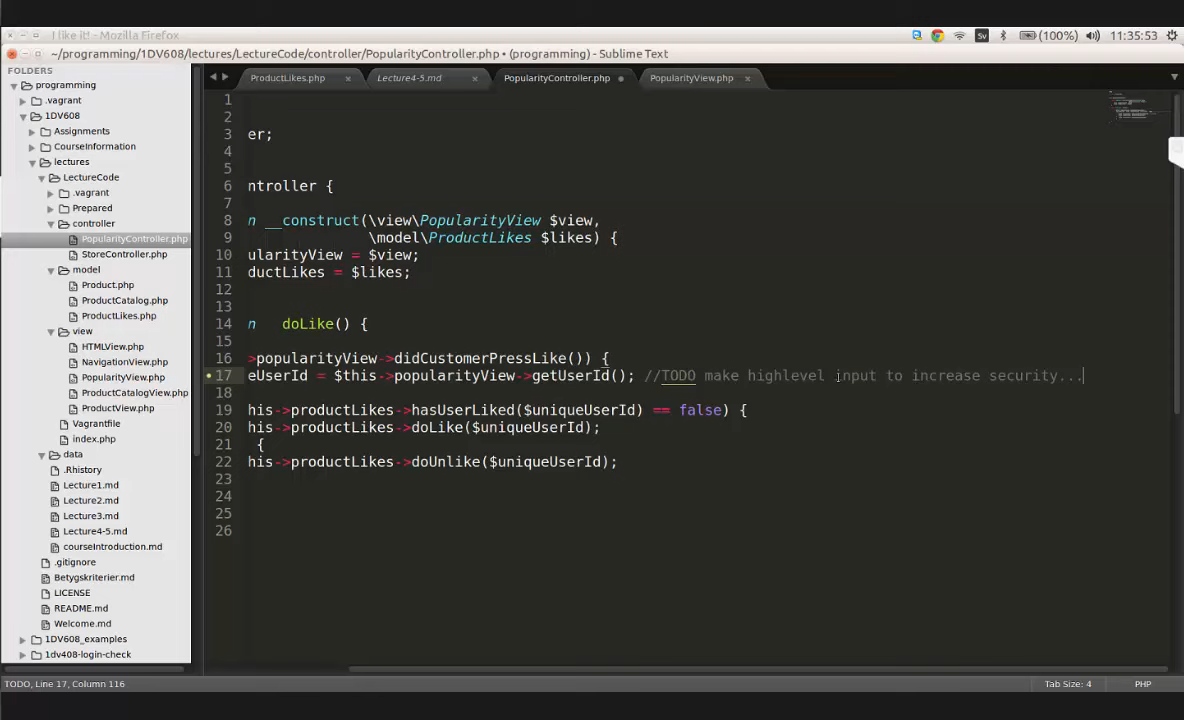 I like it! - Mozilla Firefox
Sv (100%) 11:35:53
~/programming/1DV608/lectures/LectureCode/controller/PopularityController.php • (programming) - Sublime Text
FOLDERS
programming
.vagrant
1DV608
Assignments
CourseInformation
lectures
LectureCode
.vagrant
Prepared
controller
PopularityController.php
StoreController.php
model
Product.php
ProductCatalog.php
ProductLikes.php
view
HTMLView.php
NavigationView.php
PopularityView.php
ProductCatalogView.php
ProductView.php
Vagrantfile
index.php
data
.Rhistory
Lecture1.md
Lecture2.md
Lecture3.md
Lecture4-5.md
courseIntroduction.md
.gitignore
Betygskriterier.md
LICENSE
README.md
Welcome.md
1DV608_examples
1dv408-login-check
ProductLikes.php × Lecture4-5.md × PopularityController.php • PopularityView.php ×
1
2
3 er;
4
5
6 ntroller {
7
8 n __construct(\view\PopularityView $view,
9 \model\ProductLikes $likes) {
10 ularityView = $view;
11 ductLikes = $likes;
12
13
14 n doLike() {
15
16 >popularityView->didCustomerPressLike()) {
17 eUserId = $this->popularityView->getUserId(); //TODO make highlevel input to increase security...
18
19 his->productLikes->hasUserLiked($uniqueUserId) == false) {
20 his->productLikes->doLike($uniqueUserId);
21 {
22 his->productLikes->doUnlike($uniqueUserId);
23
24
25
26
TODO, Line 17, Column 116 Tab Size: 4 PHP